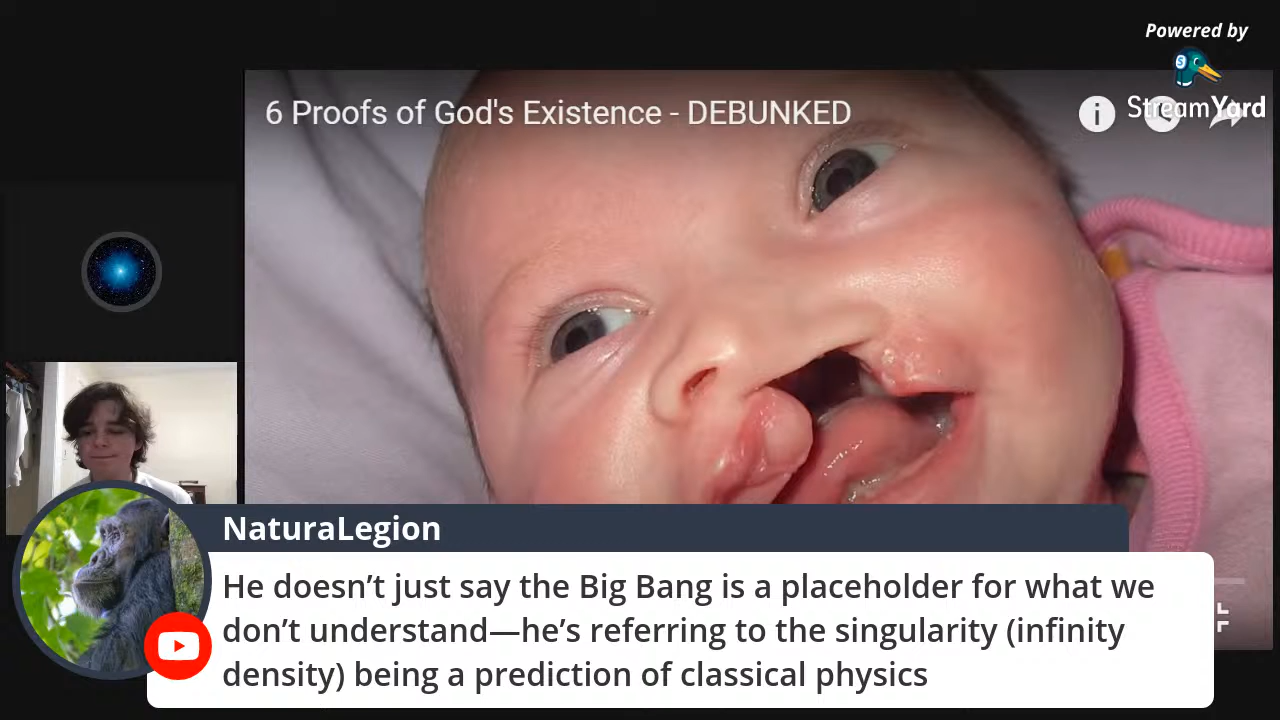 Powered by
StreamYard
6 Proofs of God's Existence - DEBUNKED
NaturaLegion
He doesn’t just say the Big Bang is a placeholder for what we
don’t understand—he’s referring to the singularity (infinity
density) being a prediction of classical physics